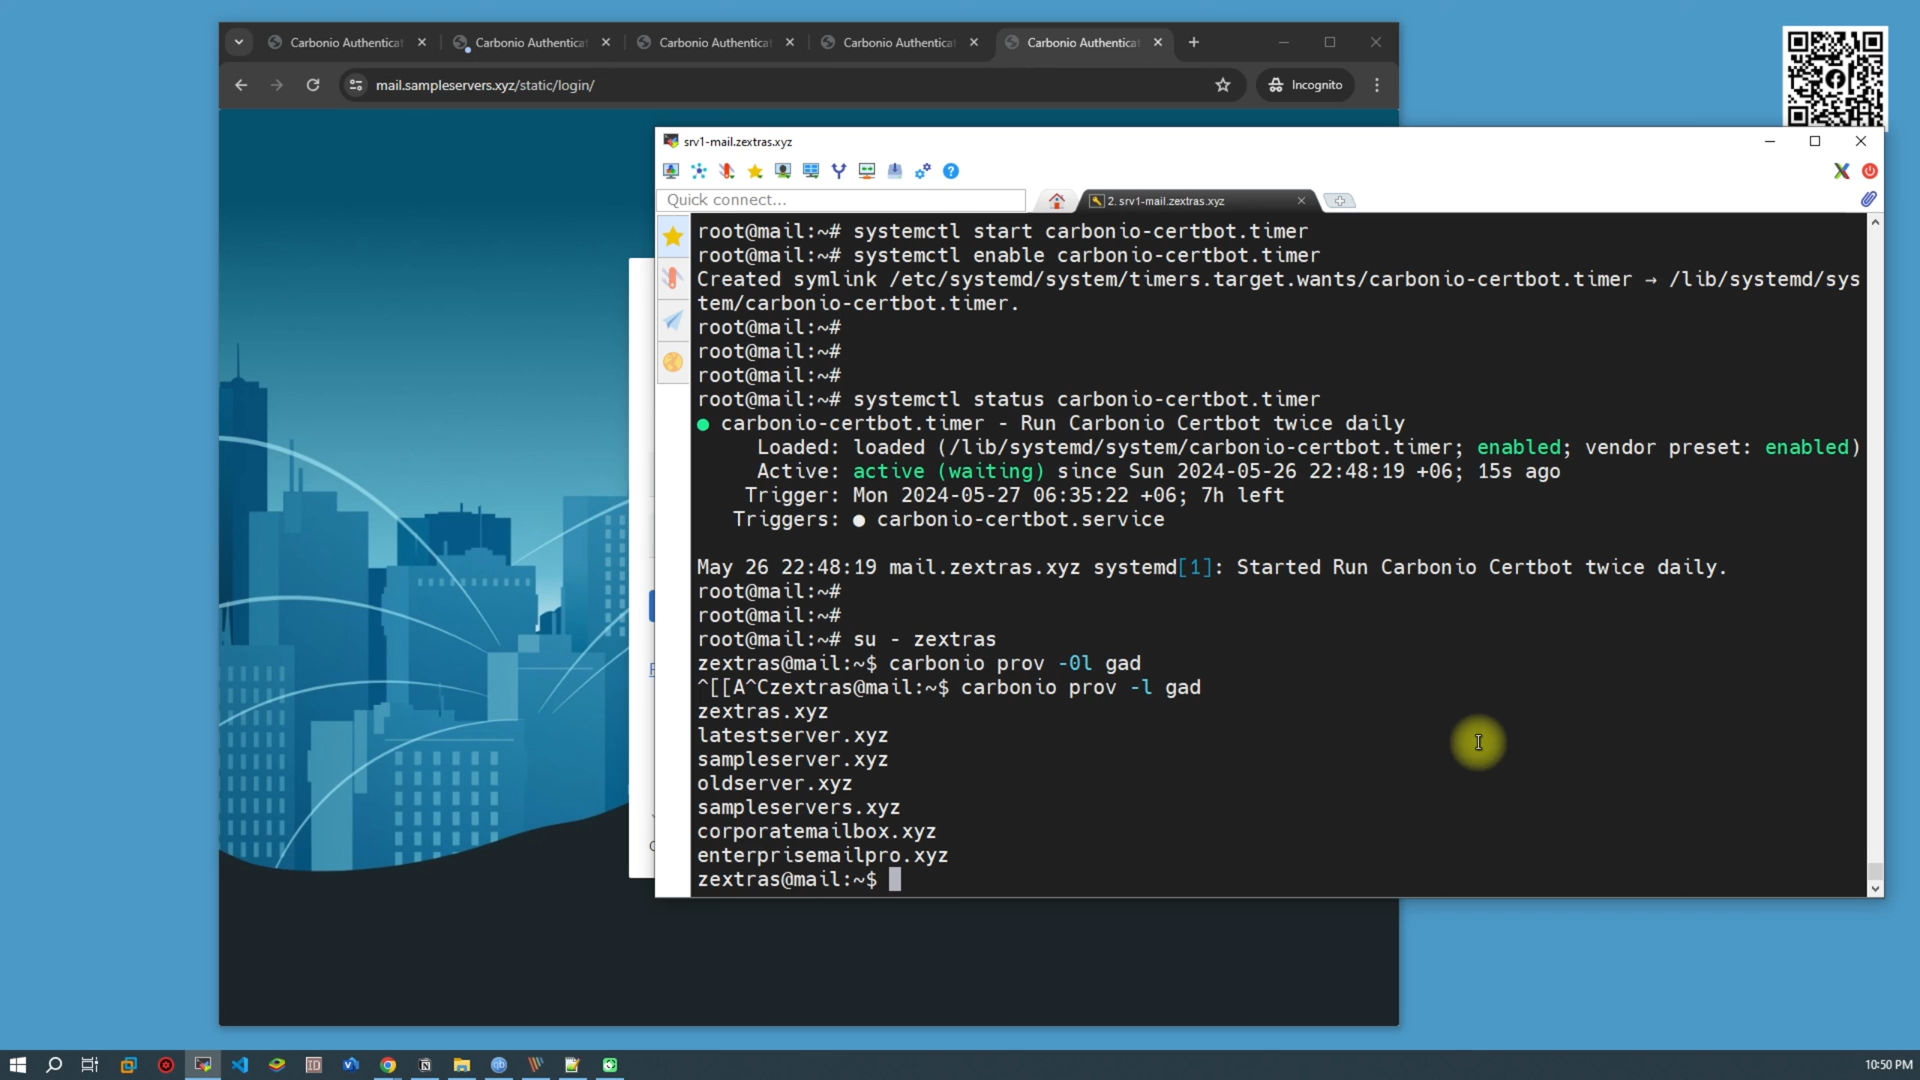 Carbonio Authentica
Carbonio Authentica
Carbonio Authentica
Carbonio Authentica
Carbonio Authentica
mail.sampleservers.xyz/static/login/
Incognito
srv1-mail.zextras.xyz
Quick connect...
2. srv1-mail.zextras.xyz
root@mail:~# systemctl start carbonio-certbot.timer
root@mail:~# systemctl enable carbonio-certbot.timer
Created symlink /etc/systemd/system/timers.target.wants/carbonio-certbot.timer → /lib/systemd/sys
tem/carbonio-certbot.timer.
root@mail:~#
root@mail:~#
root@mail:~#
root@mail:~# systemctl status carbonio-certbot.timer
● carbonio-certbot.timer - Run Carbonio Certbot twice daily
Loaded: loaded (/lib/systemd/system/carbonio-certbot.timer; enabled; vendor preset: enabled)
Active: active (waiting) since Sun 2024-05-26 22:48:19 +06; 15s ago
Trigger: Mon 2024-05-27 06:35:22 +06; 7h left
Triggers: ● carbonio-certbot.service
May 26 22:48:19 mail.zextras.xyz systemd[1]: Started Run Carbonio Certbot twice daily.
root@mail:~#
root@mail:~#
root@mail:~# su - zextras
zextras@mail:~$ carbonio prov -0l gad
^[[A^Czextras@mail:~$ carbonio prov -l gad
zextras.xyz
latestserver.xyz
sampleserver.xyz
oldserver.xyz
sampleservers.xyz
corporatemailbox.xyz
enterprisemailpro.xyz
zextras@mail:~$
10:50 PM